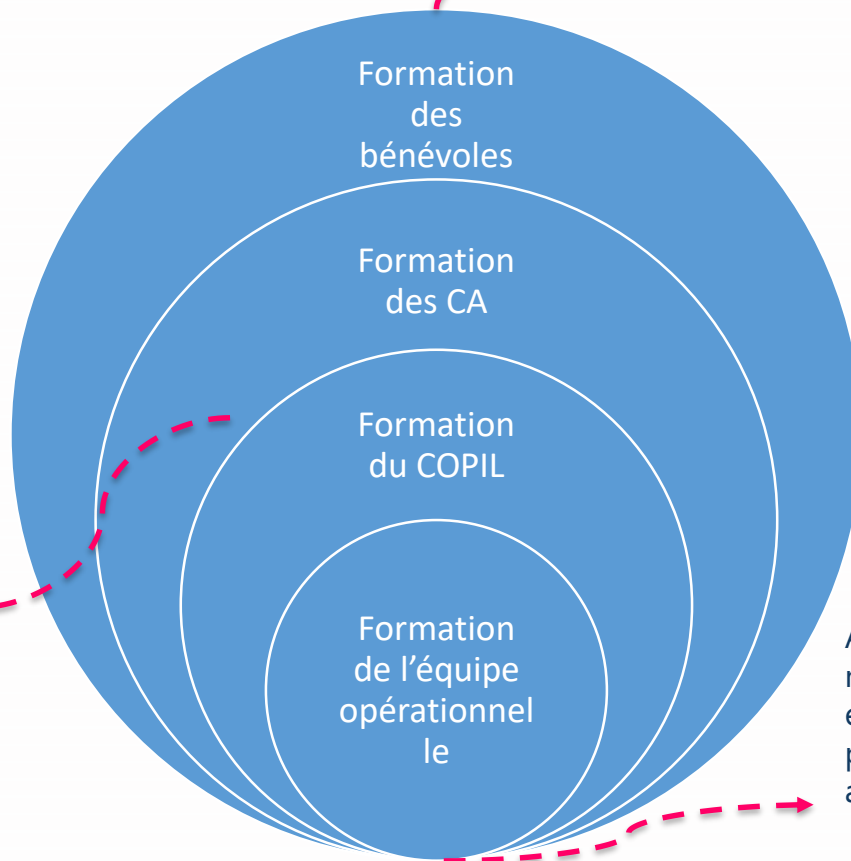 Formation
des
bénévoles
Formation
des CA
Formation
du COPIL
Formation
de l'équipe
opérationnel
le